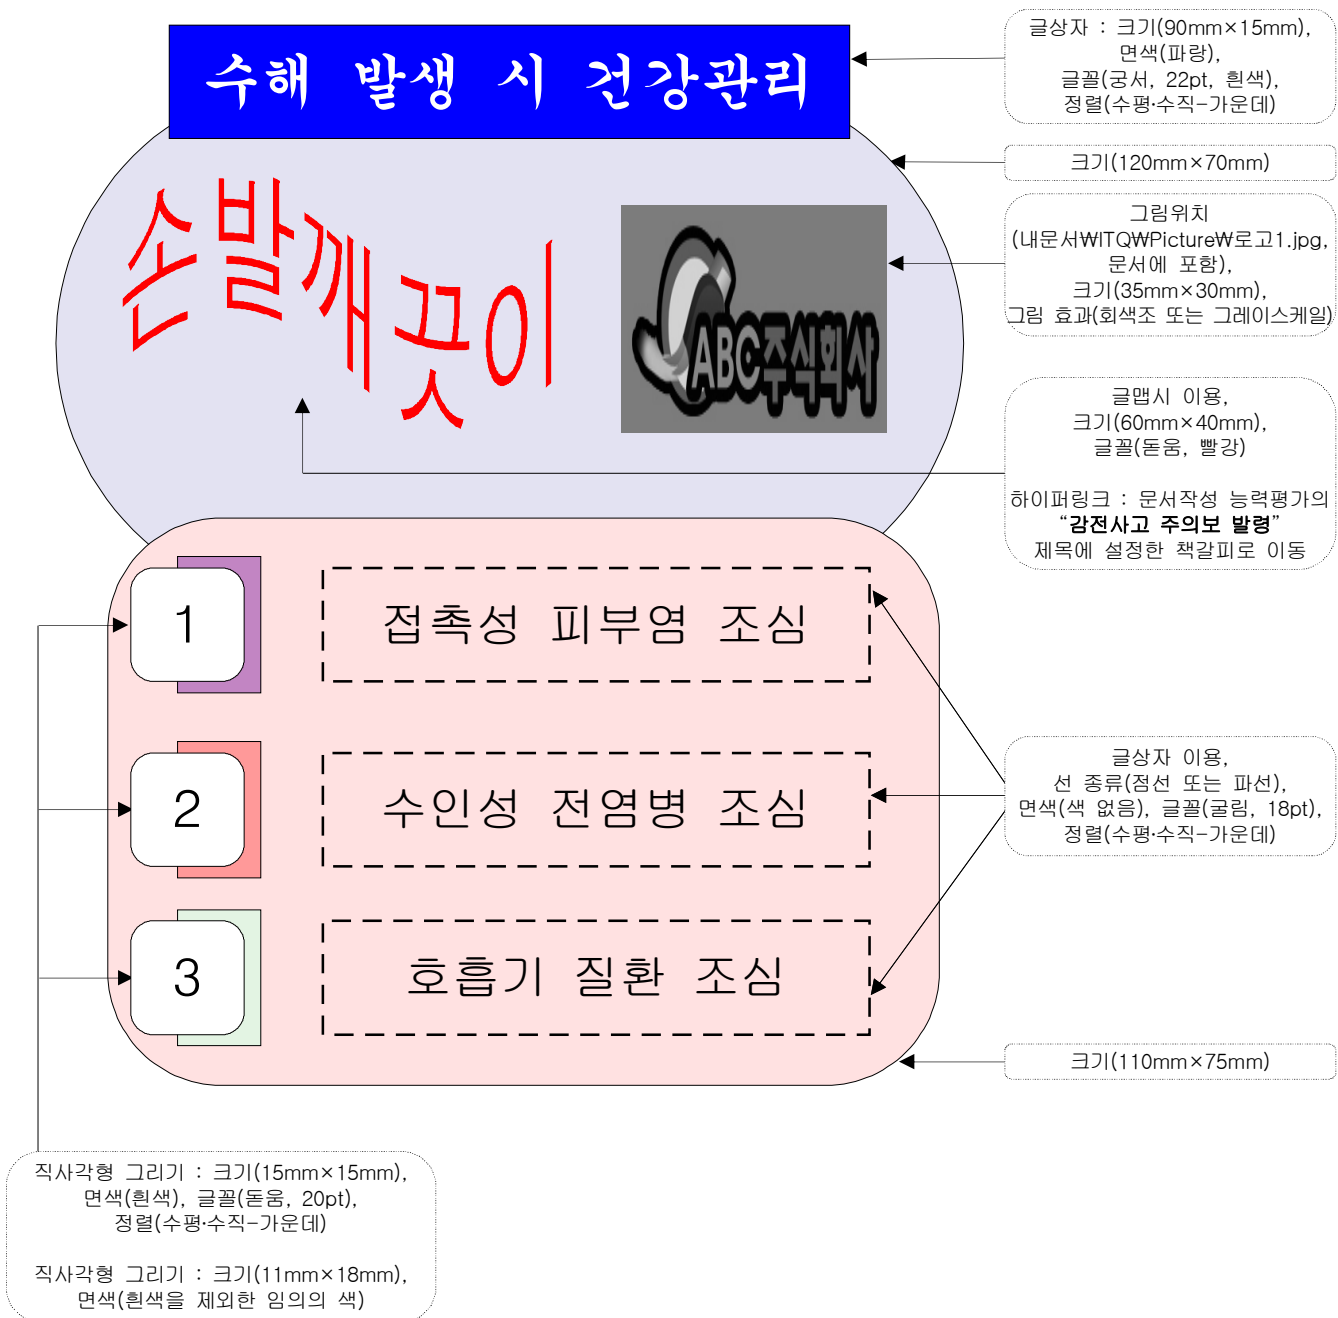 수해 발생 시 건강관리
글상자 : 크기(90mm×15mm),
면색(파랑),
글꼴(궁서, 22pt, 흰색),
정렬(수평·수직-가운데)
크기(120mm×70mm)
손발깨끗이
ABC주식회사
그림위치
(내문서₩ITQ₩Picture₩로고1.jpg,
문서에 포함),
크기(35mm×30mm),
그림 효과(회색조 또는 그레이스케일)
글맵시 이용,
크기(60mm×40mm),
글꼴(돋움, 빨강)
하이퍼링크 : 문서작성 능력평가의
“감전사고 주의보 발령”
제목에 설정한 책갈피로 이동
1
접촉성 피부염 조심
2
수인성 전염병 조심
3
호흡기 질환 조심
글상자 이용,
선 종류(점선 또는 파선),
면색(색 없음), 글꼴(굴림, 18pt),
정렬(수평·수직-가운데)
크기(110mm×75mm)
직사각형 그리기 : 크기(15mm×15mm),
면색(흰색), 글꼴(돋움, 20pt),
정렬(수평·수직-가운데)
직사각형 그리기 : 크기(11mm×18mm),
면색(흰색을 제외한 임의의 색)